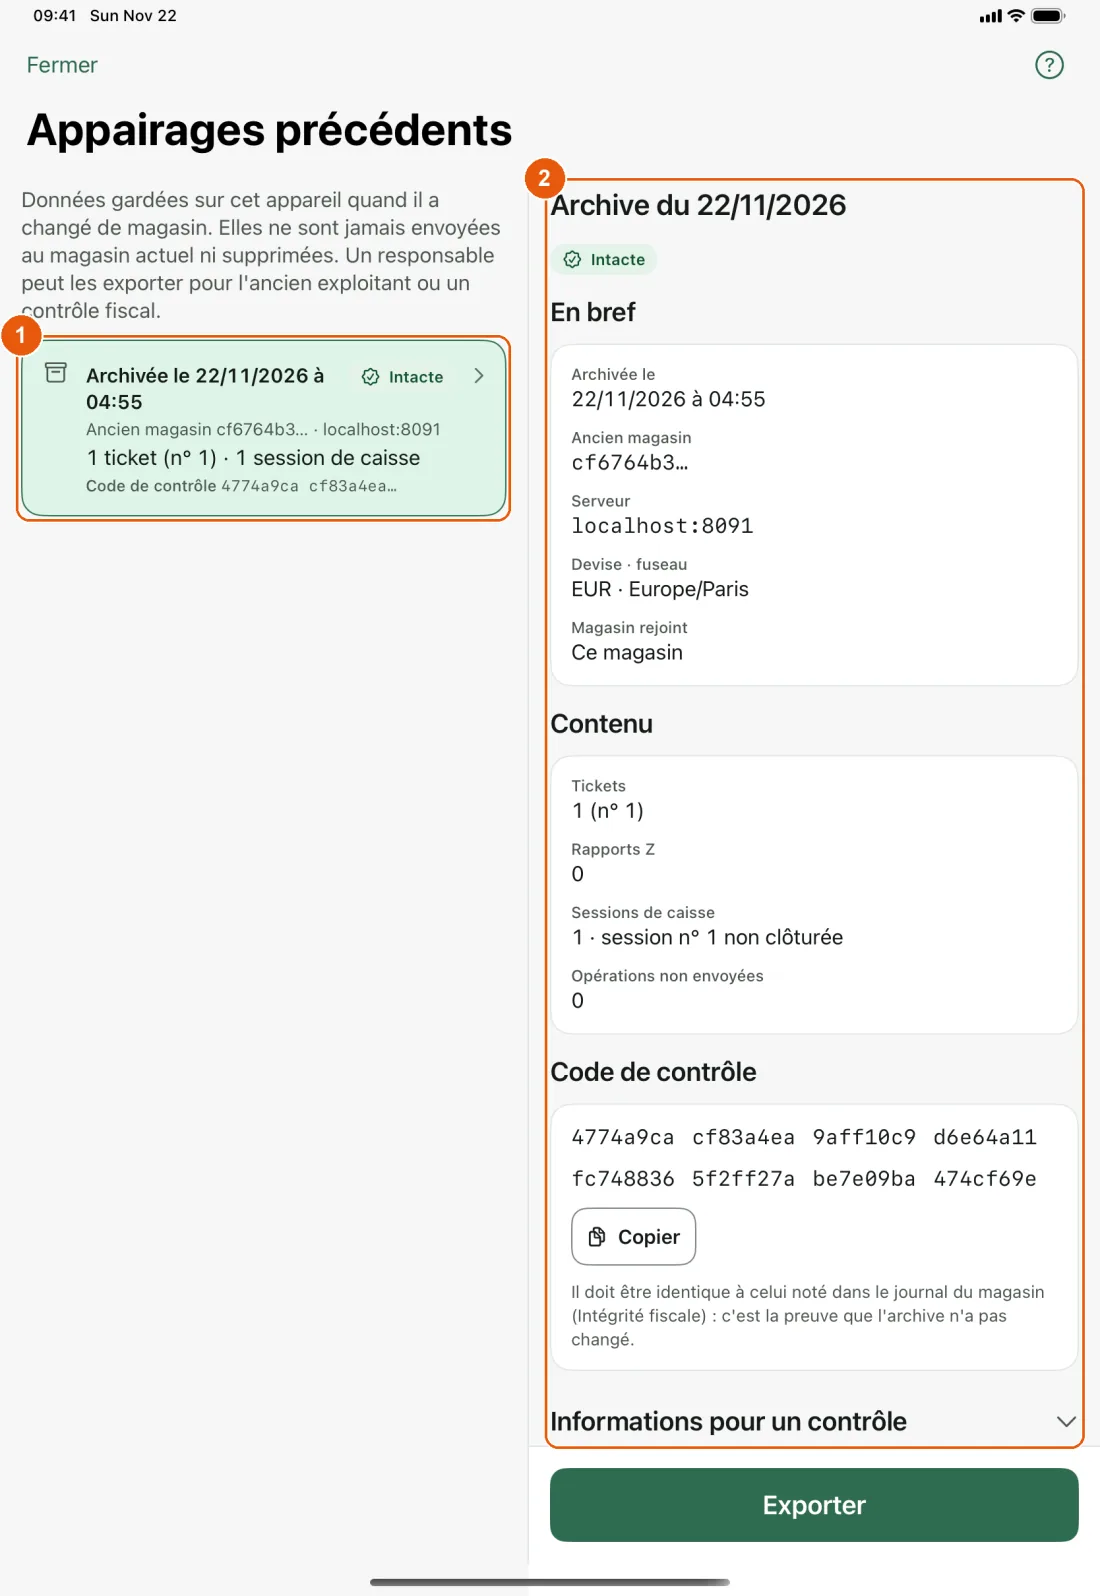 09:41 Sun Nov 22
Fermer
?
Appairages précédents
Données gardées sur cet appareil quand il a
changé de magasin. Elles ne sont jamais envoyées
au magasin actuel ni supprimées. Un responsable
peut les exporter pour l'ancien exploitant ou un
contrôle fiscal.
1
Archivée le 22/11/2026 à
04:55
Intacte
Ancien magasin cf6764b3… · localhost:8091
1 ticket (n° 1) · 1 session de caisse
Code de contrôle 4774a9ca cf83a4ea…
2
Archive du 22/11/2026
Intacte
En bref
Archivée le
22/11/2026 à 04:55
Ancien magasin
cf6764b3…
Serveur
localhost:8091
Devise · fuseau
EUR · Europe/Paris
Magasin rejoint
Ce magasin
Contenu
Tickets
1 (n° 1)
Rapports Z
0
Sessions de caisse
1 · session n° 1 non clôturée
Opérations non envoyées
0
Code de contrôle
4774a9ca cf83a4ea 9aff10c9 d6e64a11
fc748836 5f2ff27a be7e09ba 474cf69e
Copier
Il doit être identique à celui noté dans le journal du magasin
(Intégrité fiscale) : c'est la preuve que l'archive n'a pas
changé.
Informations pour un contrôle
Exporter